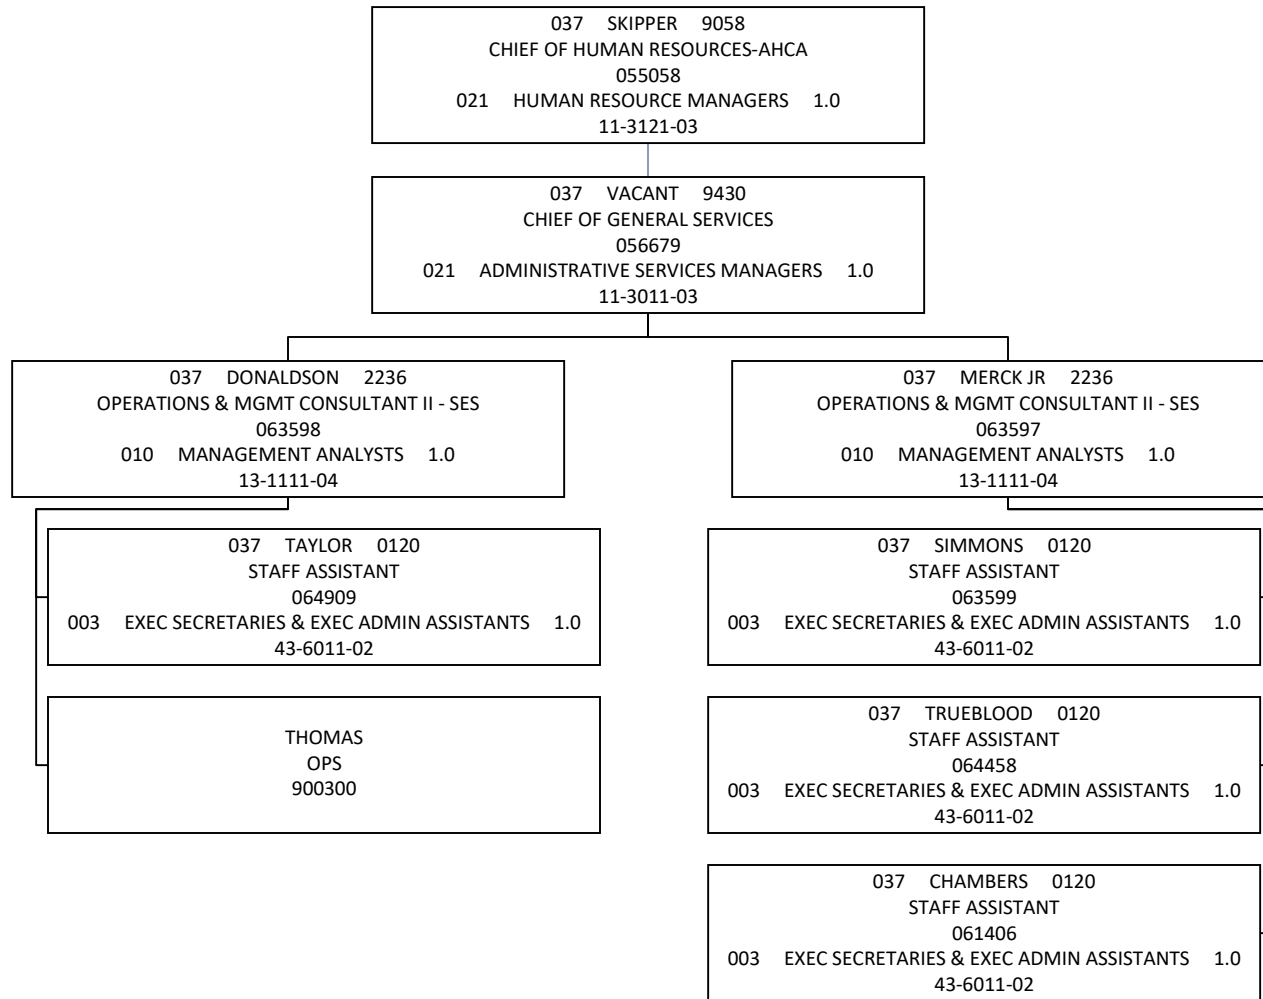 037 SKIPPER 9058
CHIEF OF HUMAN RESOURCES-AHCA
055058
021 HUMAN RESOURCE MANAGERS 1.0
11-3121-03
037 VACANT 9430
CHIEF OF GENERAL SERVICES
056679
021 ADMINISTRATIVE SERVICES MANAGERS 1.0
11-3011-03
037 DONALDSON 2236
OPERATIONS & MGMT CONSULTANT II - SES
063598
010 MANAGEMENT ANALYSTS 1.0
13-1111-04
037 TAYLOR 0120
STAFF ASSISTANT
064909
003 EXEC SECRETARIES & EXEC ADMIN ASSISTANTS 1.0
43-6011-02
THOMAS
OPS
900300
037 MERCK JR 2236
OPERATIONS & MGMT CONSULTANT II - SES
063597
010 MANAGEMENT ANALYSTS 1.0
13-1111-04
037 SIMMONS 0120
STAFF ASSISTANT
063599
003 EXEC SECRETARIES & EXEC ADMIN ASSISTANTS 1.0
43-6011-02
037 TRUEBLOOD 0120
STAFF ASSISTANT
064458
003 EXEC SECRETARIES & EXEC ADMIN ASSISTANTS 1.0
43-6011-02
037 CHAMBERS 0120
STAFF ASSISTANT
061406
003 EXEC SECRETARIES & EXEC ADMIN ASSISTANTS 1.0
43-6011-02